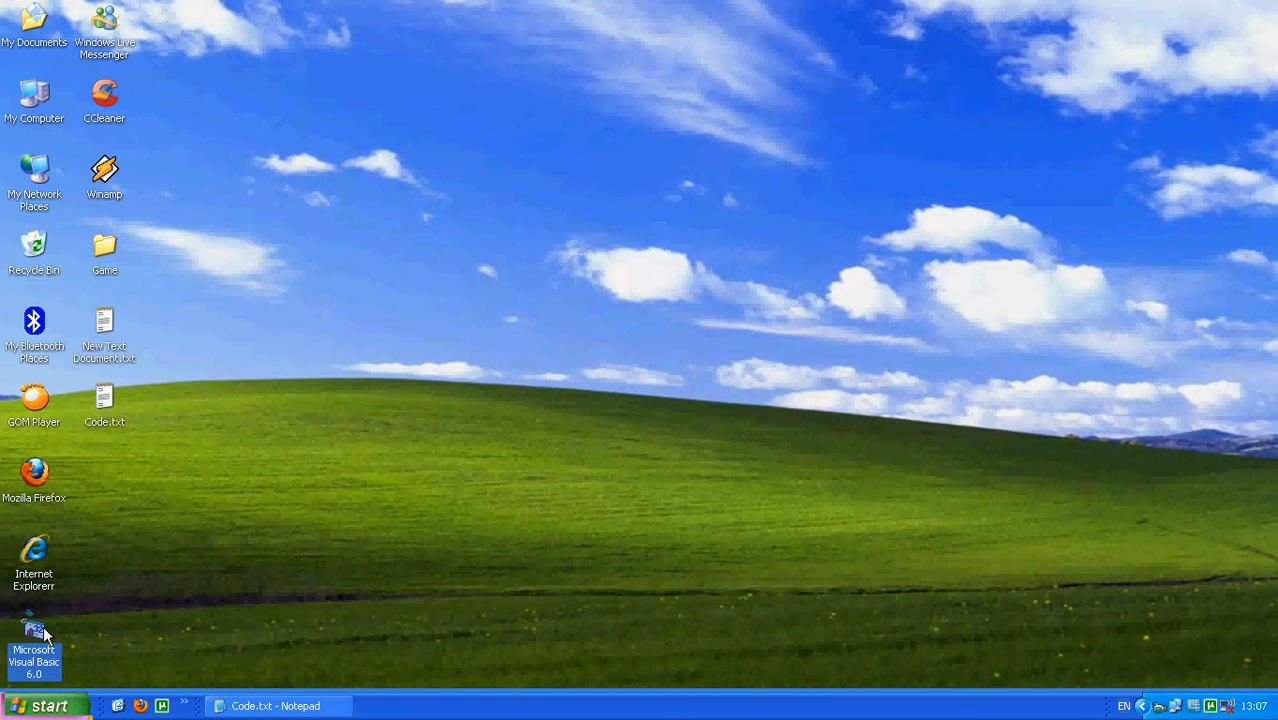 My Documents
Windows Live
Messenger
My Computer
CCleaner
My Network
Places
Winamp
Recycle Bin
Game
My Bluetooth
Places
New Text
Document.txt
GOM Player
Code.txt
Mozilla Firefox
Internet
Explorerr
Microsoft
Visual Basic
6.0
start
Code.txt - Notepad
EN
13:07